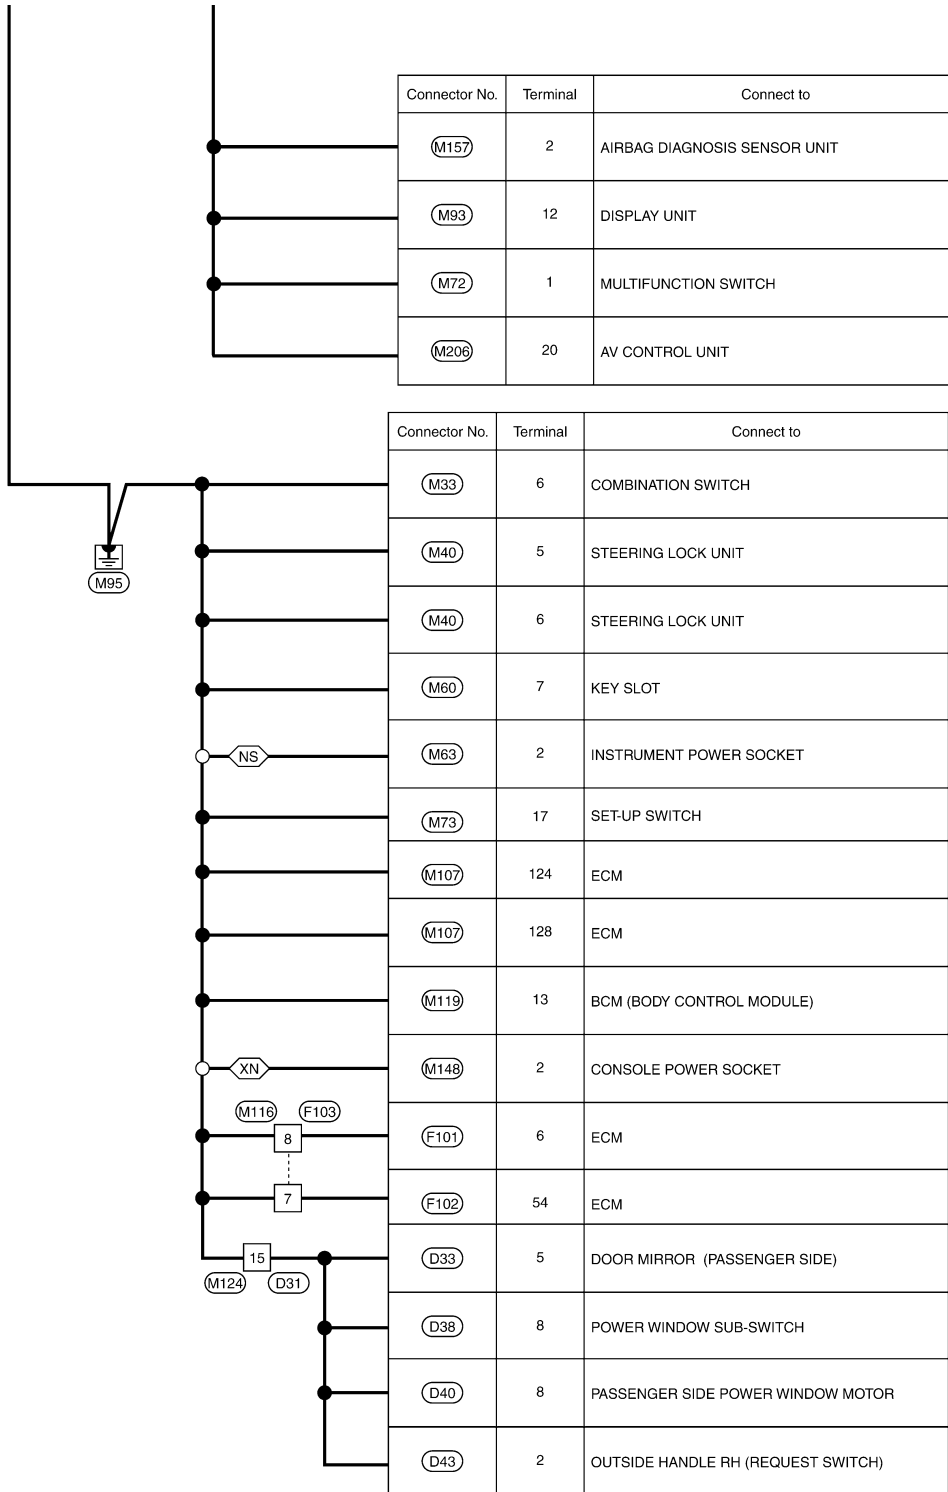 Connector No. Terminal Connect to
M157 2 AIRBAG DIAGNOSIS SENSOR UNIT
M93 12 DISPLAY UNIT
M72 1 MULTIFUNCTION SWITCH
M206 20 AV CONTROL UNIT
Connector No. Terminal Connect to
M33 6 COMBINATION SWITCH
M40 5 STEERING LOCK UNIT
M95
M40 6 STEERING LOCK UNIT
M60 7 KEY SLOT
NS M63 2 INSTRUMENT POWER SOCKET
M73 17 SET-UP SWITCH
M107 124 ECM
M107 128 ECM
M119 13 BCM (BODY CONTROL MODULE)
XN M148 2 CONSOLE POWER SOCKET
M116 F103
8 F101 6 ECM
7 F102 54 ECM
15 D33 5 DOOR MIRROR (PASSENGER SIDE)
M124 D31
D38 8 POWER WINDOW SUB-SWITCH
D40 8 PASSENGER SIDE POWER WINDOW MOTOR
D43 2 OUTSIDE HANDLE RH (REQUEST SWITCH)